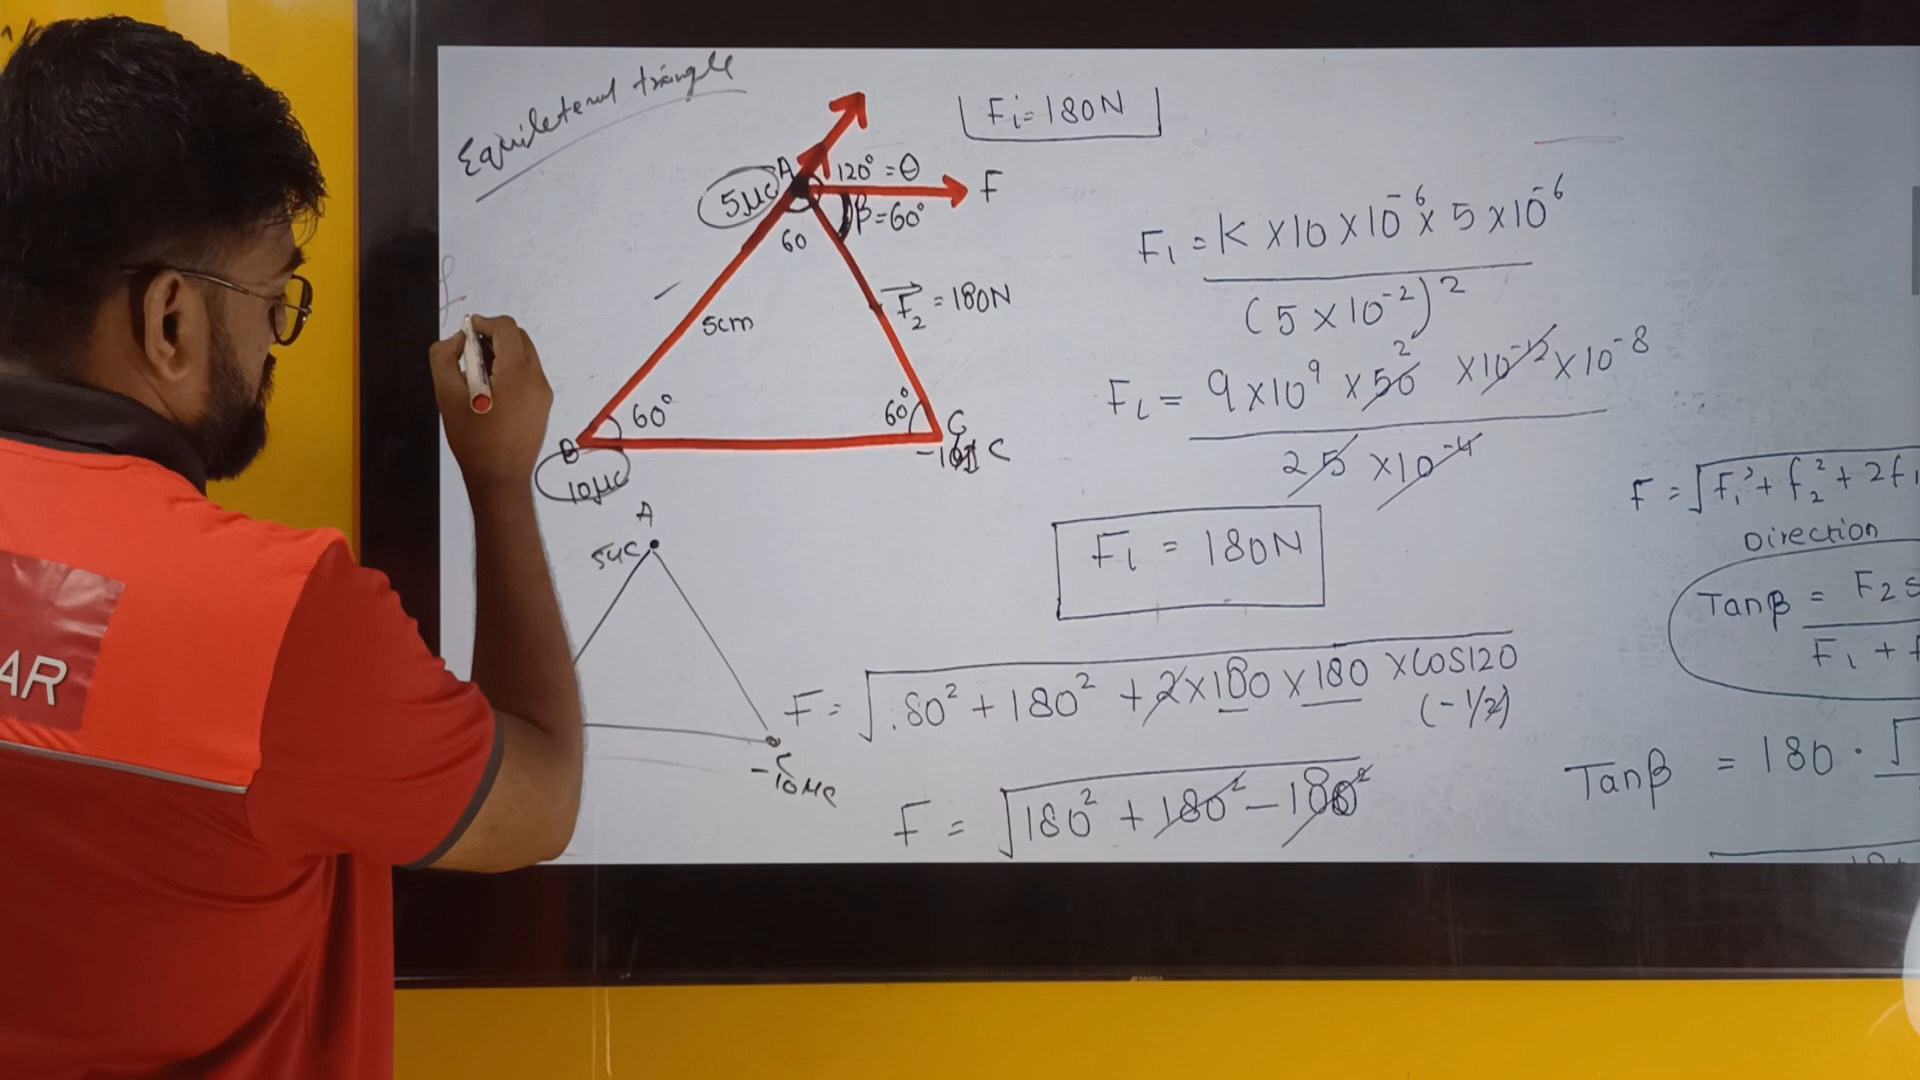 Equilateral triangle
Fi = 180N
A
120° = θ
5μC
F
β=60°
60
F₁ = K ×10 ×10⁻⁶ × 5 ×10⁻⁶
(5 × 10⁻²)²
F₂ = 180N
5cm
F₁ = 9×10⁹ × 50 2 ×10⁻¹² ×10⁻⁸
25 ×10⁻⁴
60°
60°
B
C
10μC
C
F = √F₁² + f₂² + 2f₁
Direction
A
5μC
F₁ = 180N
Tanβ = F₂ s
F₁ + f
AR
F = √.80² + 180² + 2×180 ×180 ×COS120
(-1/2)
C
-10μC
Tanβ = 180 . √
F = √180² + 180² − 180²